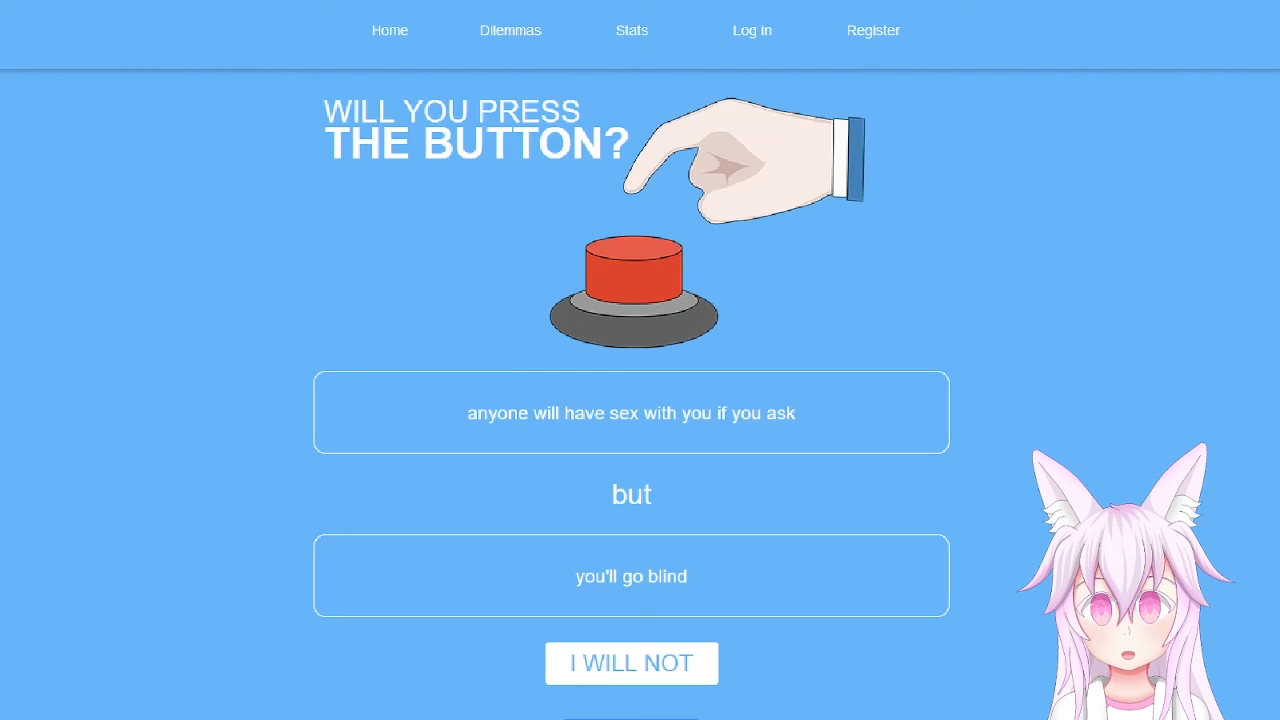 Home Dilemmas Stats Log in Register
WILL YOU PRESS
THE BUTTON?
anyone will have sex with you if you ask
but
you'll go blind
I WILL NOT